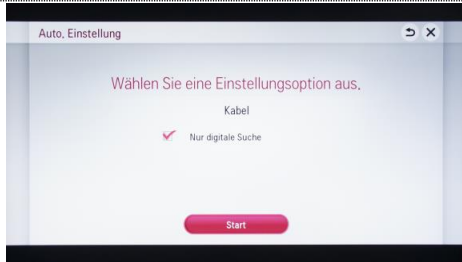 Auto. Einstellung
Wählen Sie eine Einstellungsoption aus.
Kabel
Nur digitale Suche
Start